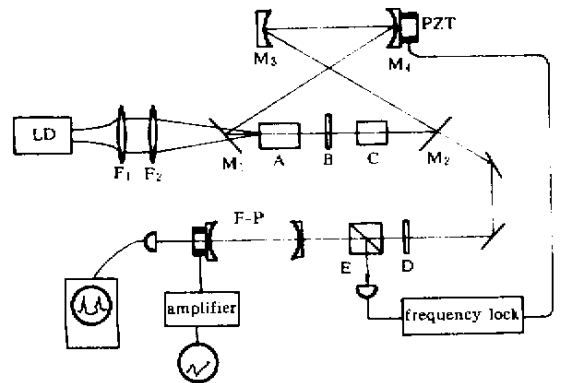 PZT
M3
M4
LD
F1
F2
M1
A
B
C
M2
F-P
E
D
amplifier
frequency lock